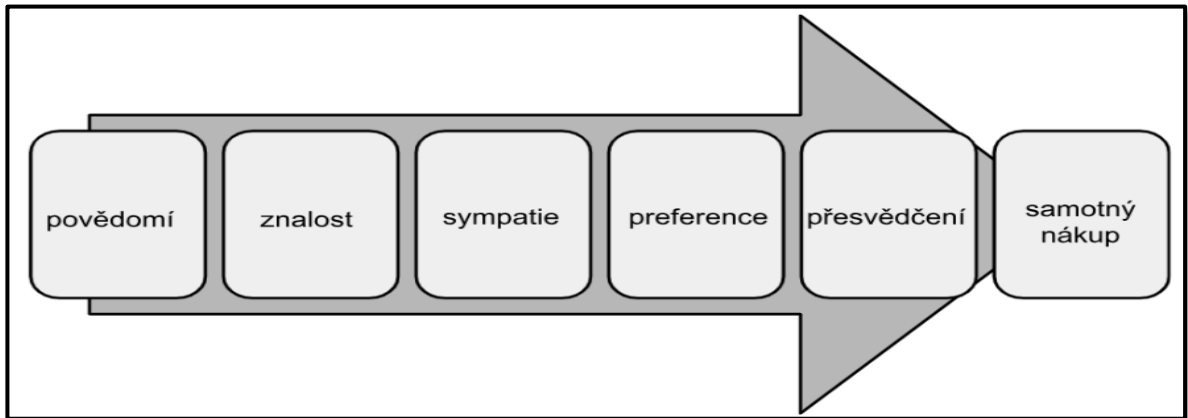 povědomí
znalost
sympatie
preference
přesvědčení
samotný
nákup